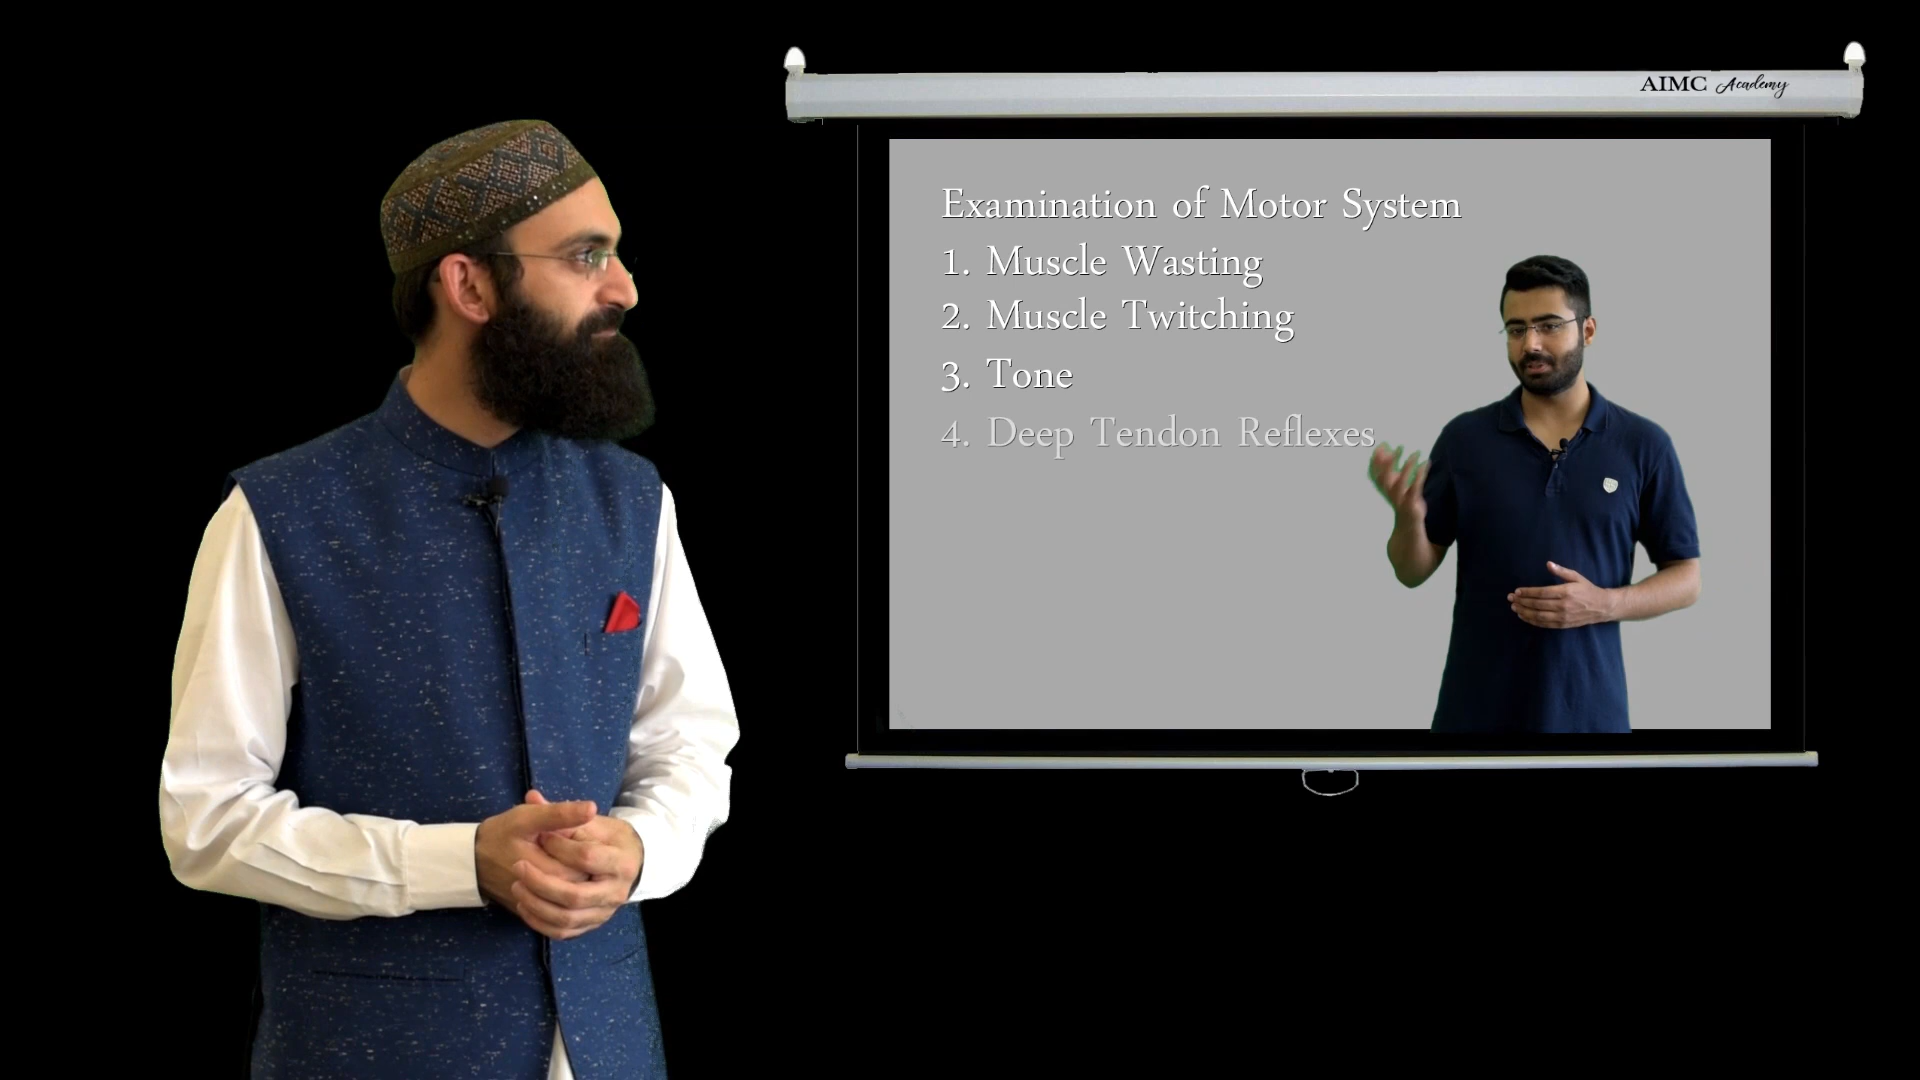 AIMC Academy
Examination of Motor System
1. Muscle Wasting
2. Muscle Twitching
3. Tone
4. Deep Tendon Reflexes